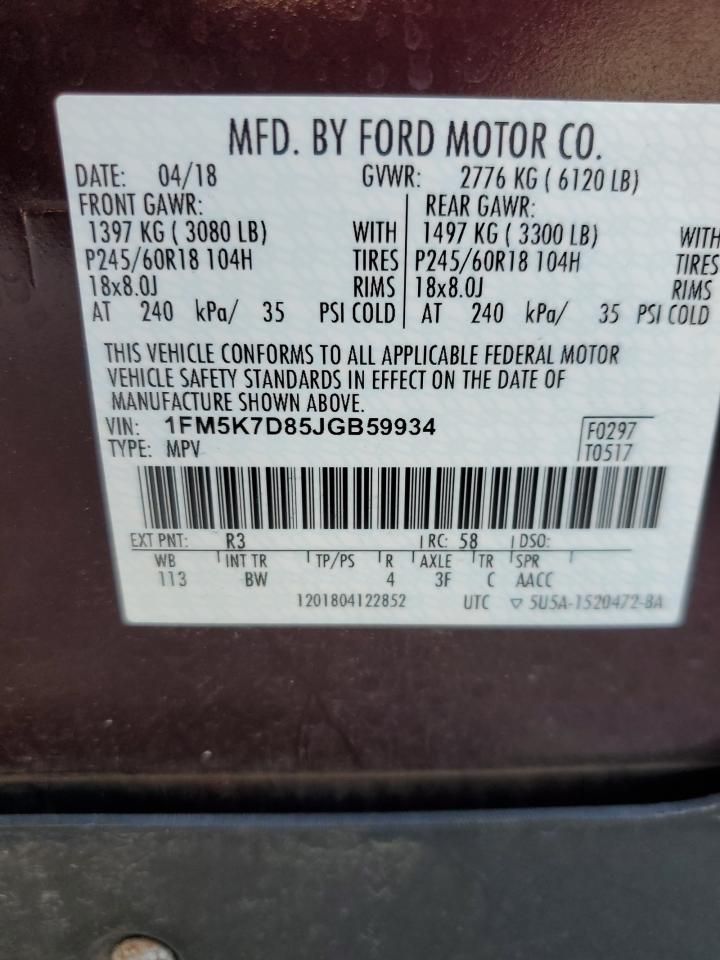 MFD. BY FORD MOTOR CO.
DATE: 04/18 GVWR: 2776 KG ( 6120 LB)
FRONT GAWR: REAR GAWR:
1397 KG ( 3080 LB) WITH 1497 KG ( 3300 LB) WITH
P245/60R18 104H TIRES P245/60R18 104H TIRES
18x8.0J RIMS 18x8.0J RIMS
AT 240 kPa/ 35 PSI COLD AT 240 kPa/ 35 PSI COLD
THIS VEHICLE CONFORMS TO ALL APPLICABLE FEDERAL MOTOR
VEHICLE SAFETY STANDARDS IN EFFECT ON THE DATE OF
MANUFACTURE SHOWN ABOVE.
VIN: 1FM5K7D85JGB59934 F0297
TYPE: MPV T0517
EXT PNT: R3 RC: 58 DSO:
WB INT TR TP/PS R AXLE TR SPR
113 BW 4 3F C AACC
1201804122852 UTC ▽ 5U5A-1520472-BA